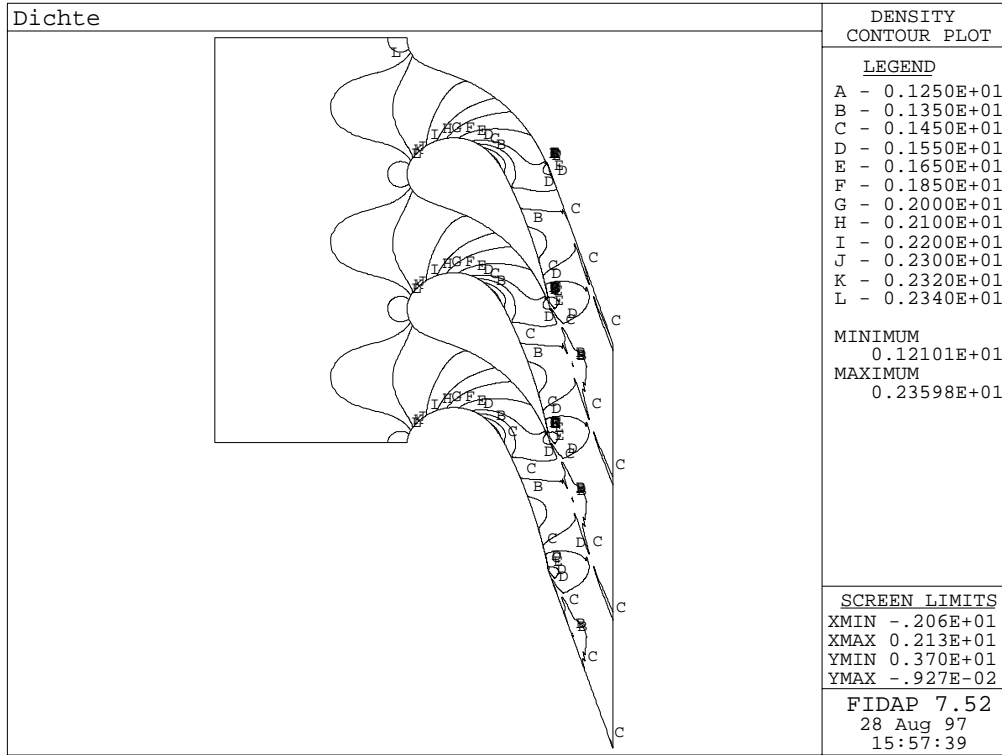 Dichte
DENSITY
CONTOUR PLOT
LEGEND
A - 0.1250E+01
B - 0.1350E+01
C - 0.1450E+01
D - 0.1550E+01
E - 0.1650E+01
F - 0.1850E+01
G - 0.2000E+01
H - 0.2100E+01
I - 0.2200E+01
J - 0.2300E+01
K - 0.2320E+01
L - 0.2340E+01
MINIMUM
0.12101E+01
MAXIMUM
0.23598E+01
SCREEN LIMITS
XMIN -.206E+01
XMAX 0.213E+01
YMIN 0.370E+01
YMAX -.927E-02
FIDAP 7.52
28 Aug 97
15:57:39
L
I H G F E D C B
D
B
C
C
C
I H G F E D C B
D
C
B
C
C
I H G F E D C B
C
C
B
D C
C
C
C
C